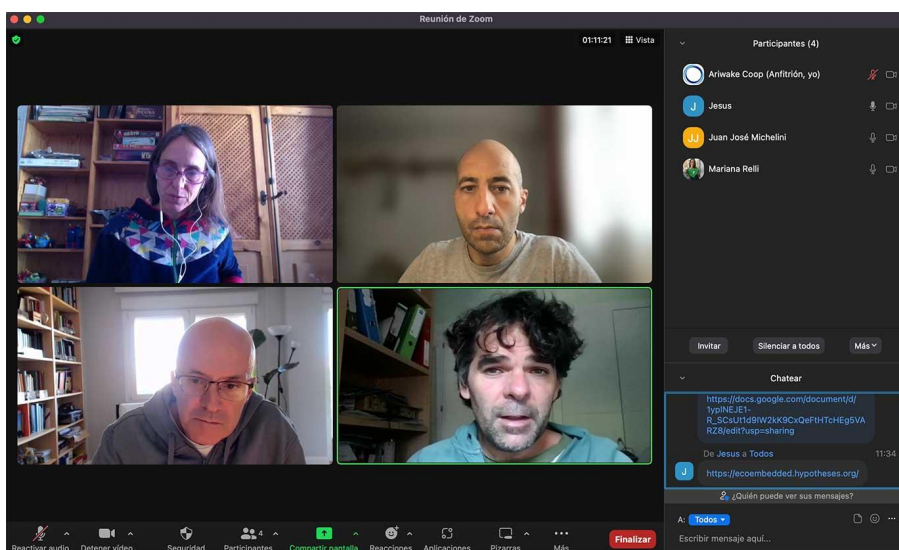 Reunión de Zoom
01:11:21 Vista
Participantes (4)
Ariwake Coop (Anfitrión, yo)
J Jesus
JJ Juan José Michelini
Mariana Relli
Invitar Silenciar a todos Más
Chatear
https://docs.google.com/document/d/
1yplNEJE1-
R_SCsUt1d9lW2kK9CxQeFtHTcHEg5VA
RZ8/edit?usp=sharing
De Jesus a Todos 11:34
J https://ecoembedded.hypotheses.org/
¿Quién puede ver sus mensajes?
A: Todos
Escribir mensaje aquí...
Reactivar audio Detener vídeo Seguridad 4 Participantes Compartir pantalla Reacciones Aplicaciones Pizarras Más Finalizar